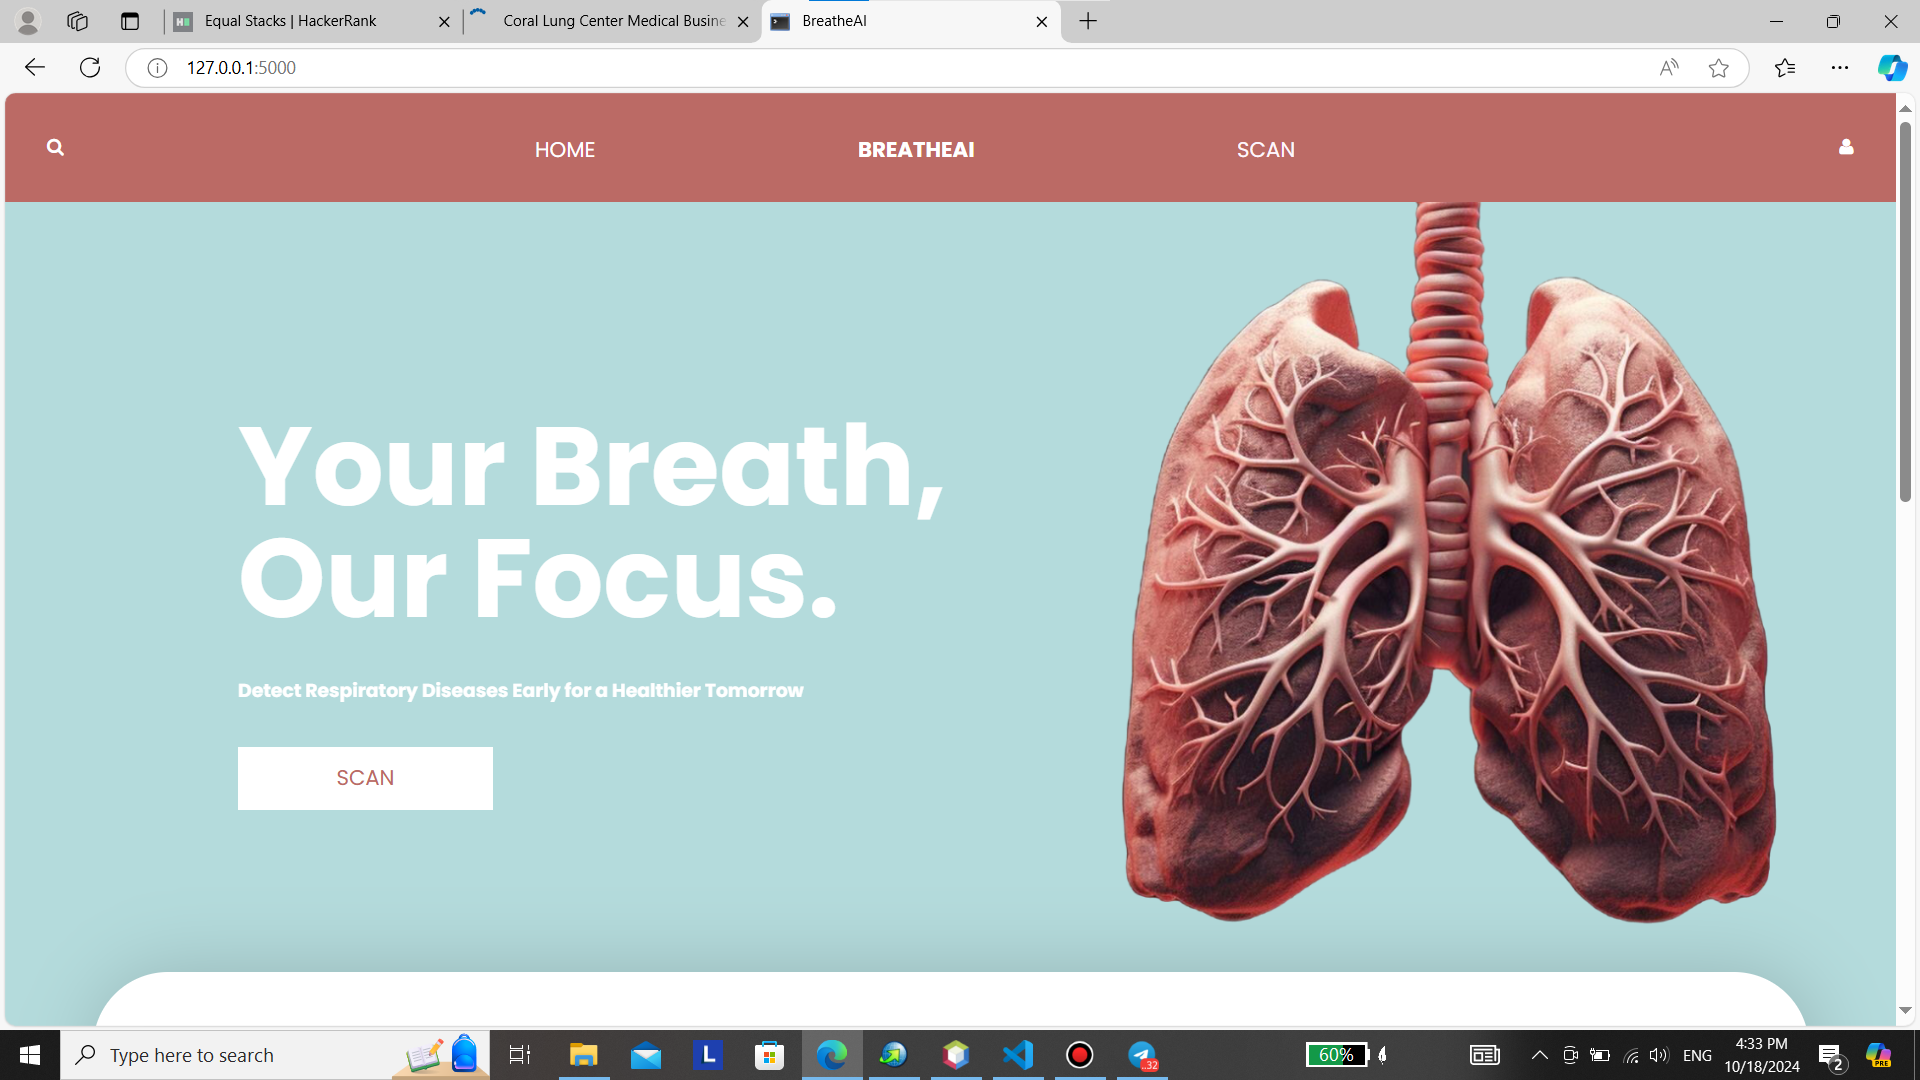 Equal Stacks | HackerRank
Coral Lung Center Medical Busine
BreatheAI
127.0.0.1:5000
HOME
BREATHEAI
SCAN
Your Breath,
Our Focus.
Detect Respiratory Diseases Early for a Healthier Tomorrow
SCAN
Type here to search
L
..32
60%
ENG
4:33 PM
10/18/2024
2
PRE